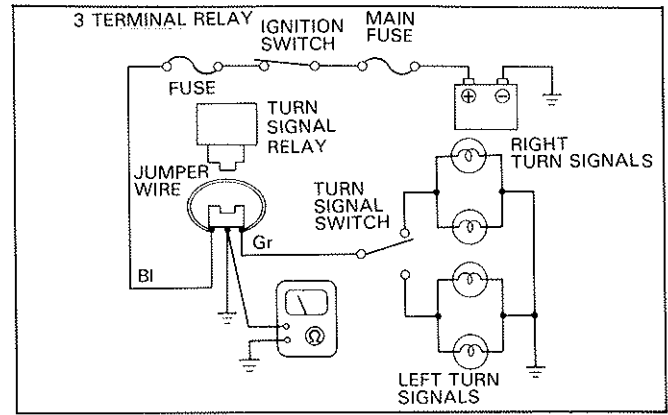 3 TERMINAL RELAY
IGNITION
SWITCH
MAIN
FUSE
FUSE
+
−
TURN
SIGNAL
RELAY
RIGHT
TURN SIGNALS
JUMPER
WIRE
TURN
SIGNAL
SWITCH
Gr
Bl
Ω
LEFT TURN
SIGNALS